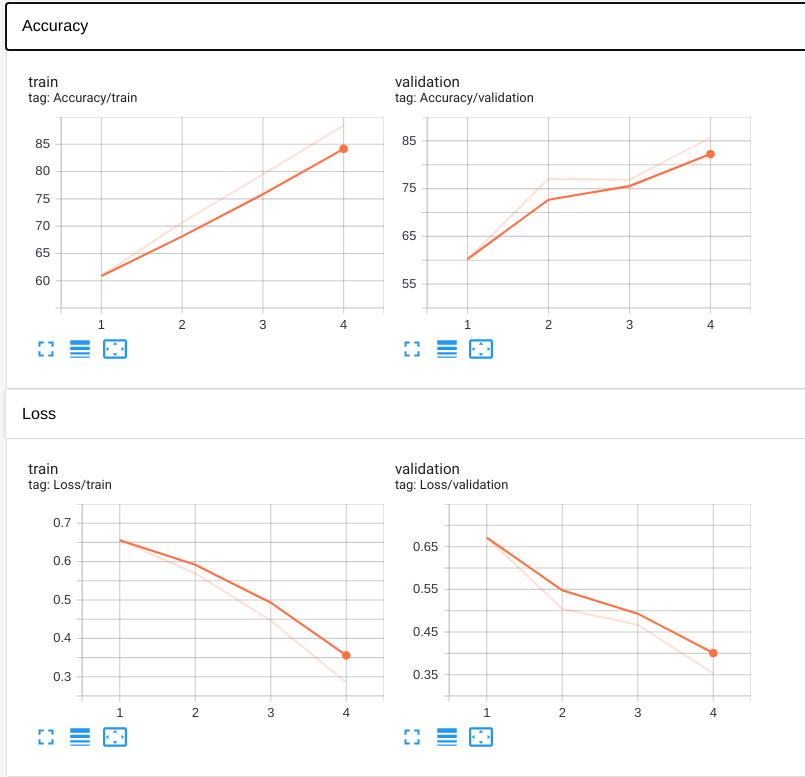 Accuracy
train
tag: Accuracy/train
85
80
75
70
65
60
1 2 3 4
validation
tag: Accuracy/validation
85
75
65
55
1 2 3 4
Loss
train
tag: Loss/train
0.7
0.6
0.5
0.4
0.3
1 2 3 4
validation
tag: Loss/validation
0.65
0.55
0.45
0.35
1 2 3 4